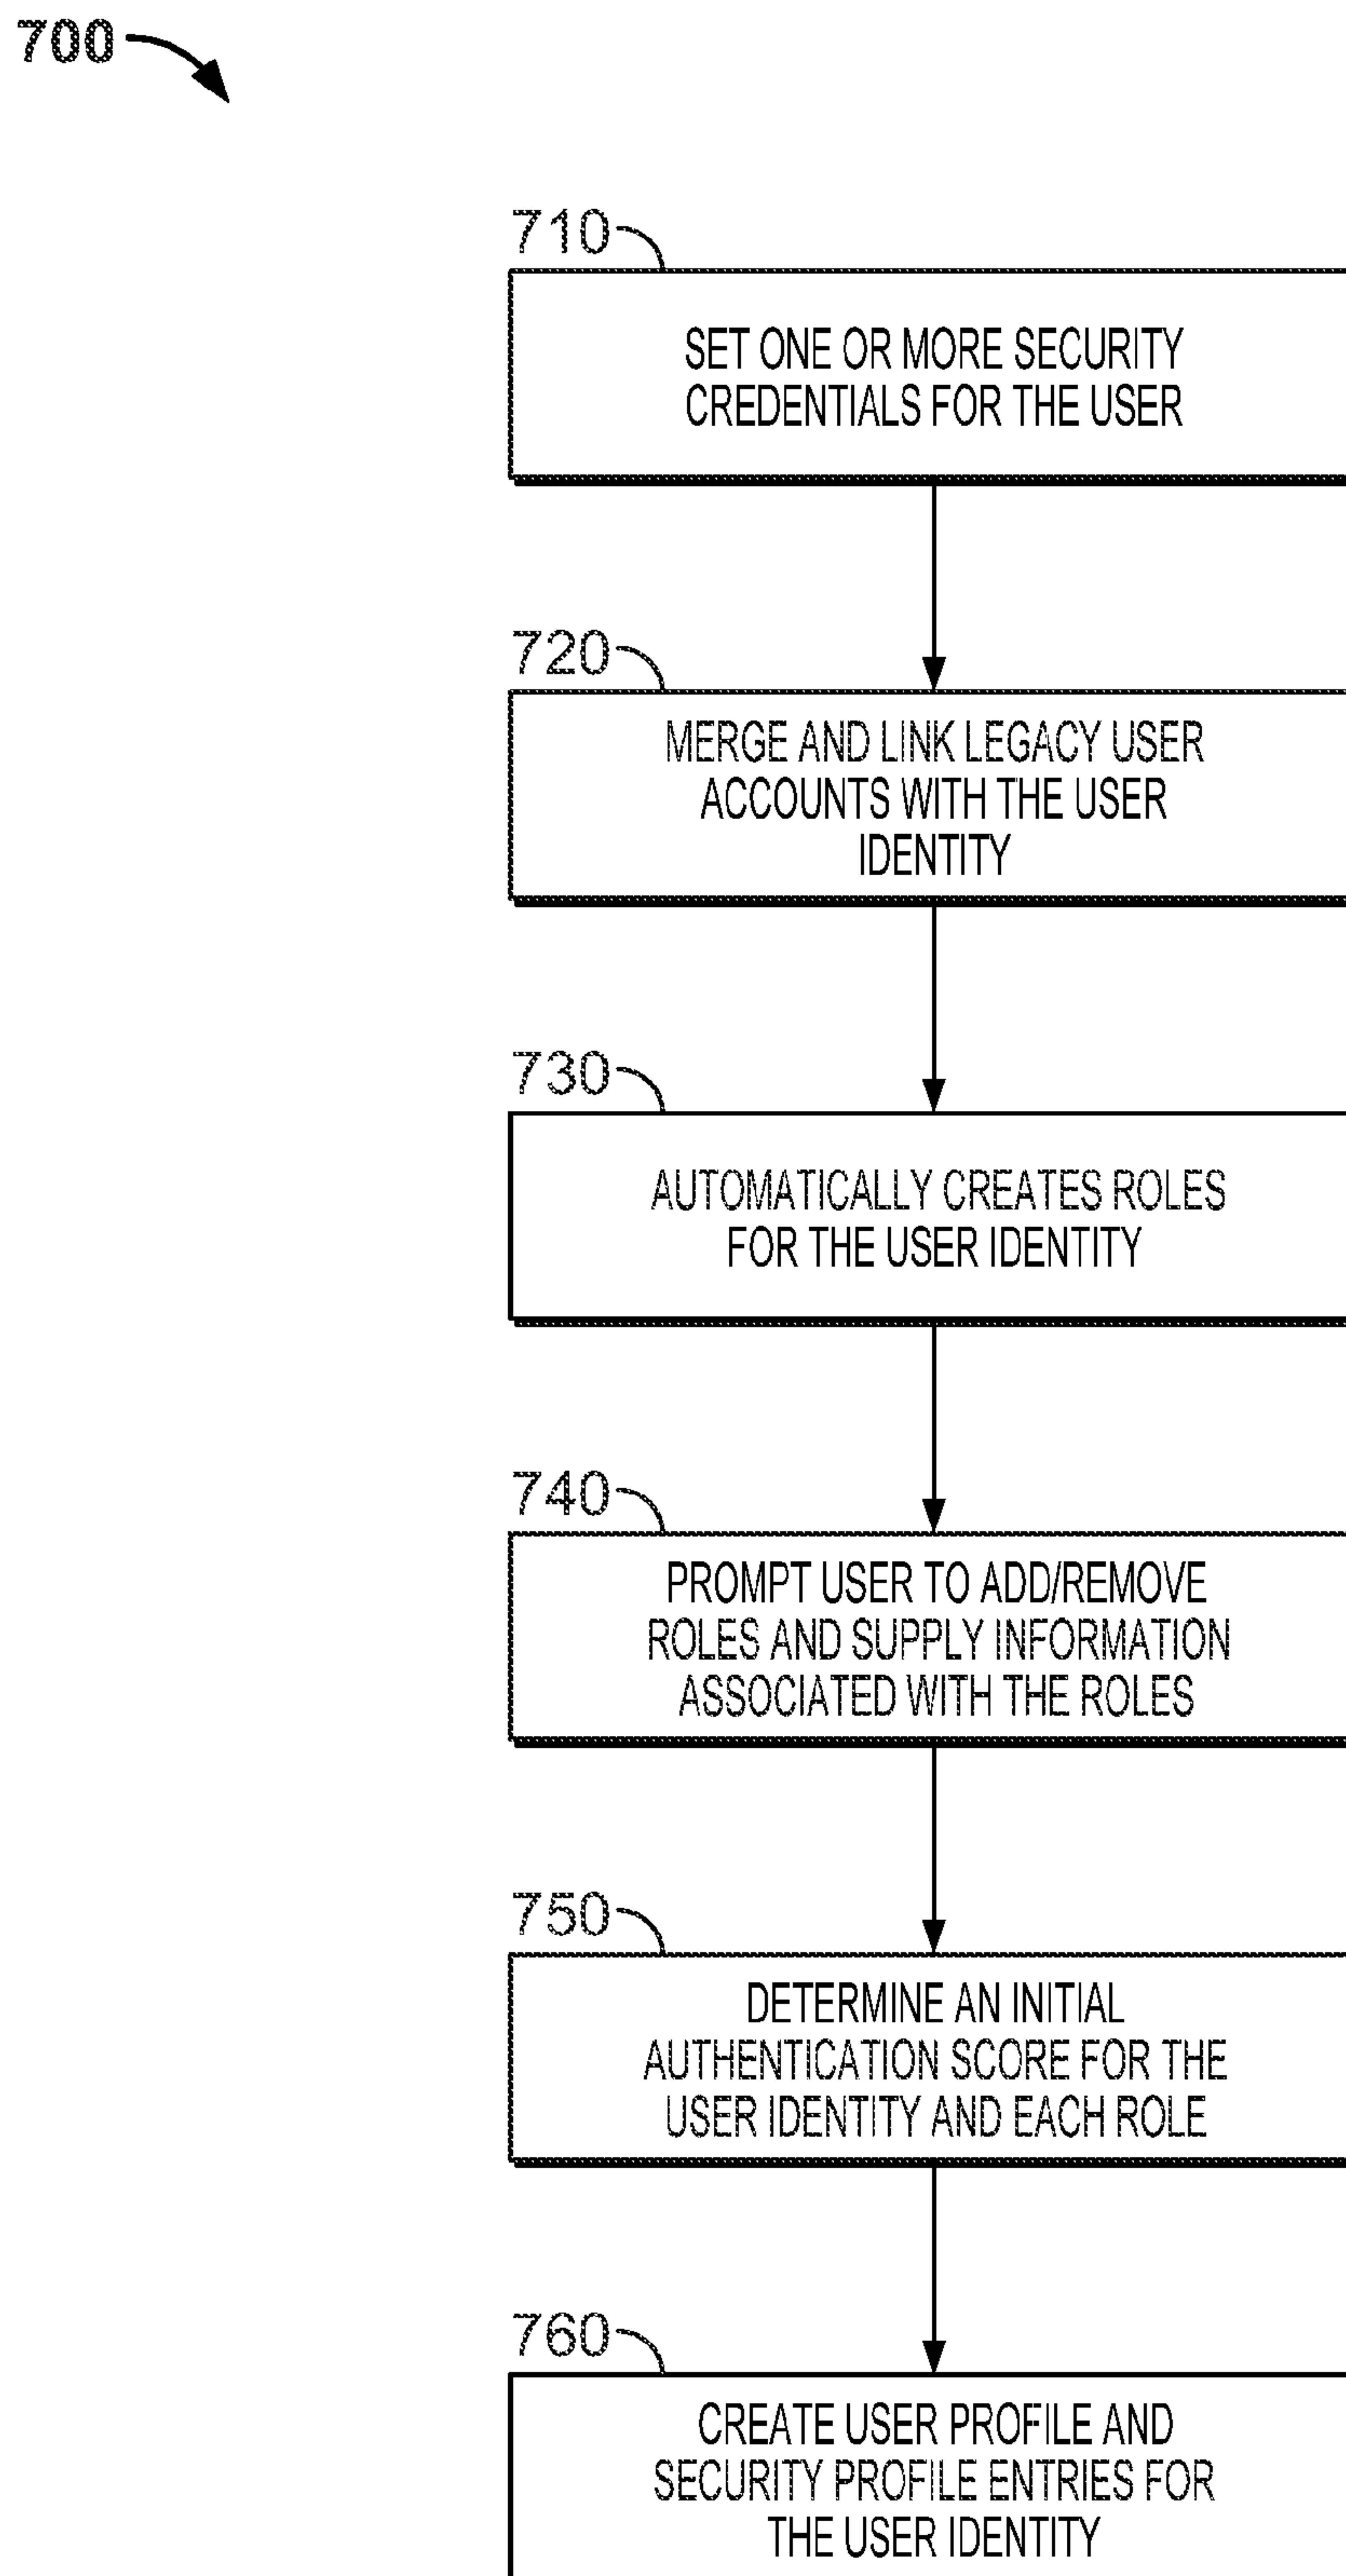 700
710
SET ONE OR MORE SECURITY
CREDENTIALS FOR THE USER
720
MERGE AND LINK LEGACY USER
ACCOUNTS WITH THE USER
IDENTITY
730
AUTOMATICALLY CREATES ROLES
FOR THE USER IDENTITY
740
PROMPT USER TO ADD/REMOVE
ROLES AND SUPPLY INFORMATION
ASSOCIATED WITH THE ROLES
750
DETERMINE AN INITIAL
AUTHENTICATION SCORE FOR THE
USER IDENTITY AND EACH ROLE
760
CREATE USER PROFILE AND
SECURITY PROFILE ENTRIES FOR
THE USER IDENTITY